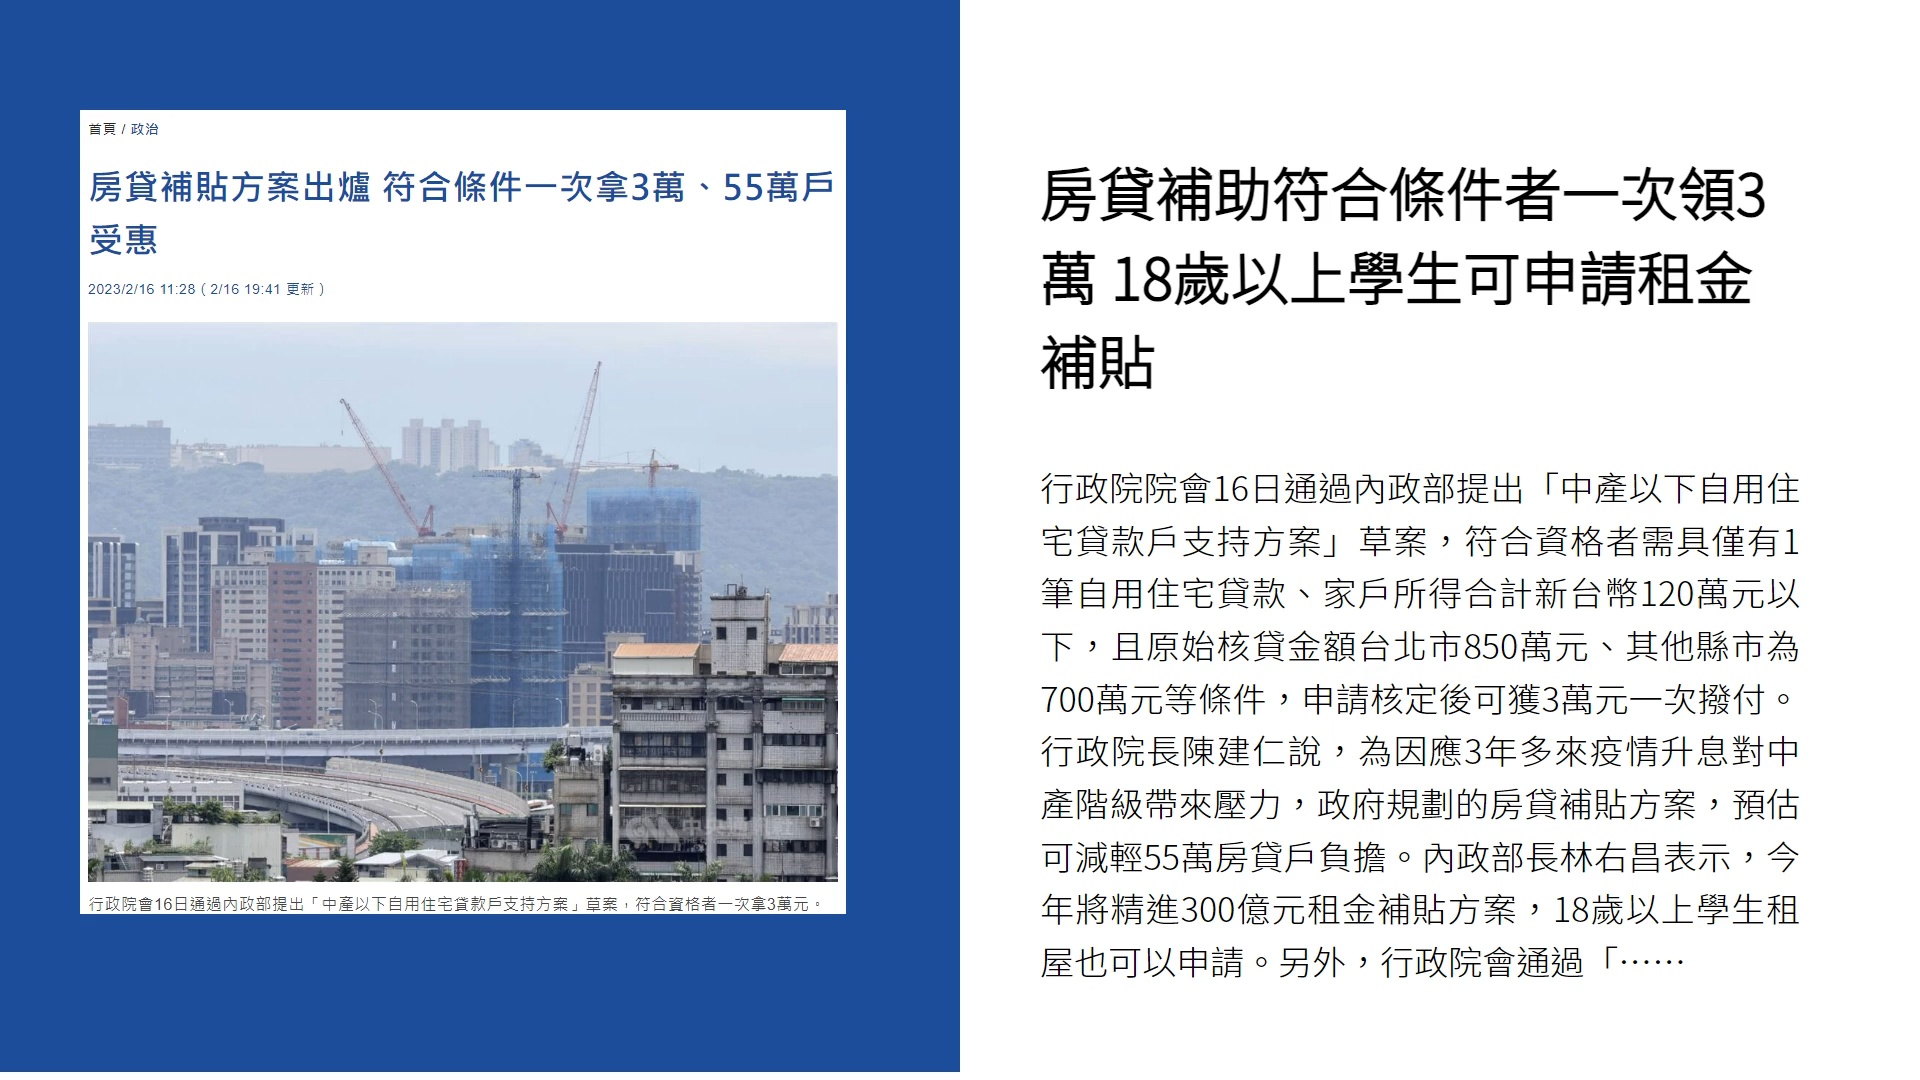 首頁 / 政治
房貸補貼方案出爐 符合條件一次拿3萬、55萬戶
受惠
2023/2/16 11:28（2/16 19:41 更新）
行政院會16日通過內政部提出「中產以下自用住宅貸款戶支持方案」草案，符合資格者一次拿3萬元。
房貸補助符合條件者一次領3
萬 18歲以上學生可申請租金
補貼
行政院院會16日通過內政部提出「中產以下自用住
宅貸款戶支持方案」草案，符合資格者需具僅有1
筆自用住宅貸款、家戶所得合計新台幣120萬元以
下，且原始核貸金額台北市850萬元、其他縣市為
700萬元等條件，申請核定後可獲3萬元一次撥付。
行政院長陳建仁說，為因應3年多來疫情升息對中
產階級帶來壓力，政府規劃的房貸補貼方案，預估
可減輕55萬房貸戶負擔。內政部長林右昌表示，今
年將精進300億元租金補貼方案，18歲以上學生租
屋也可以申請。另外，行政院會通過「⋯⋯